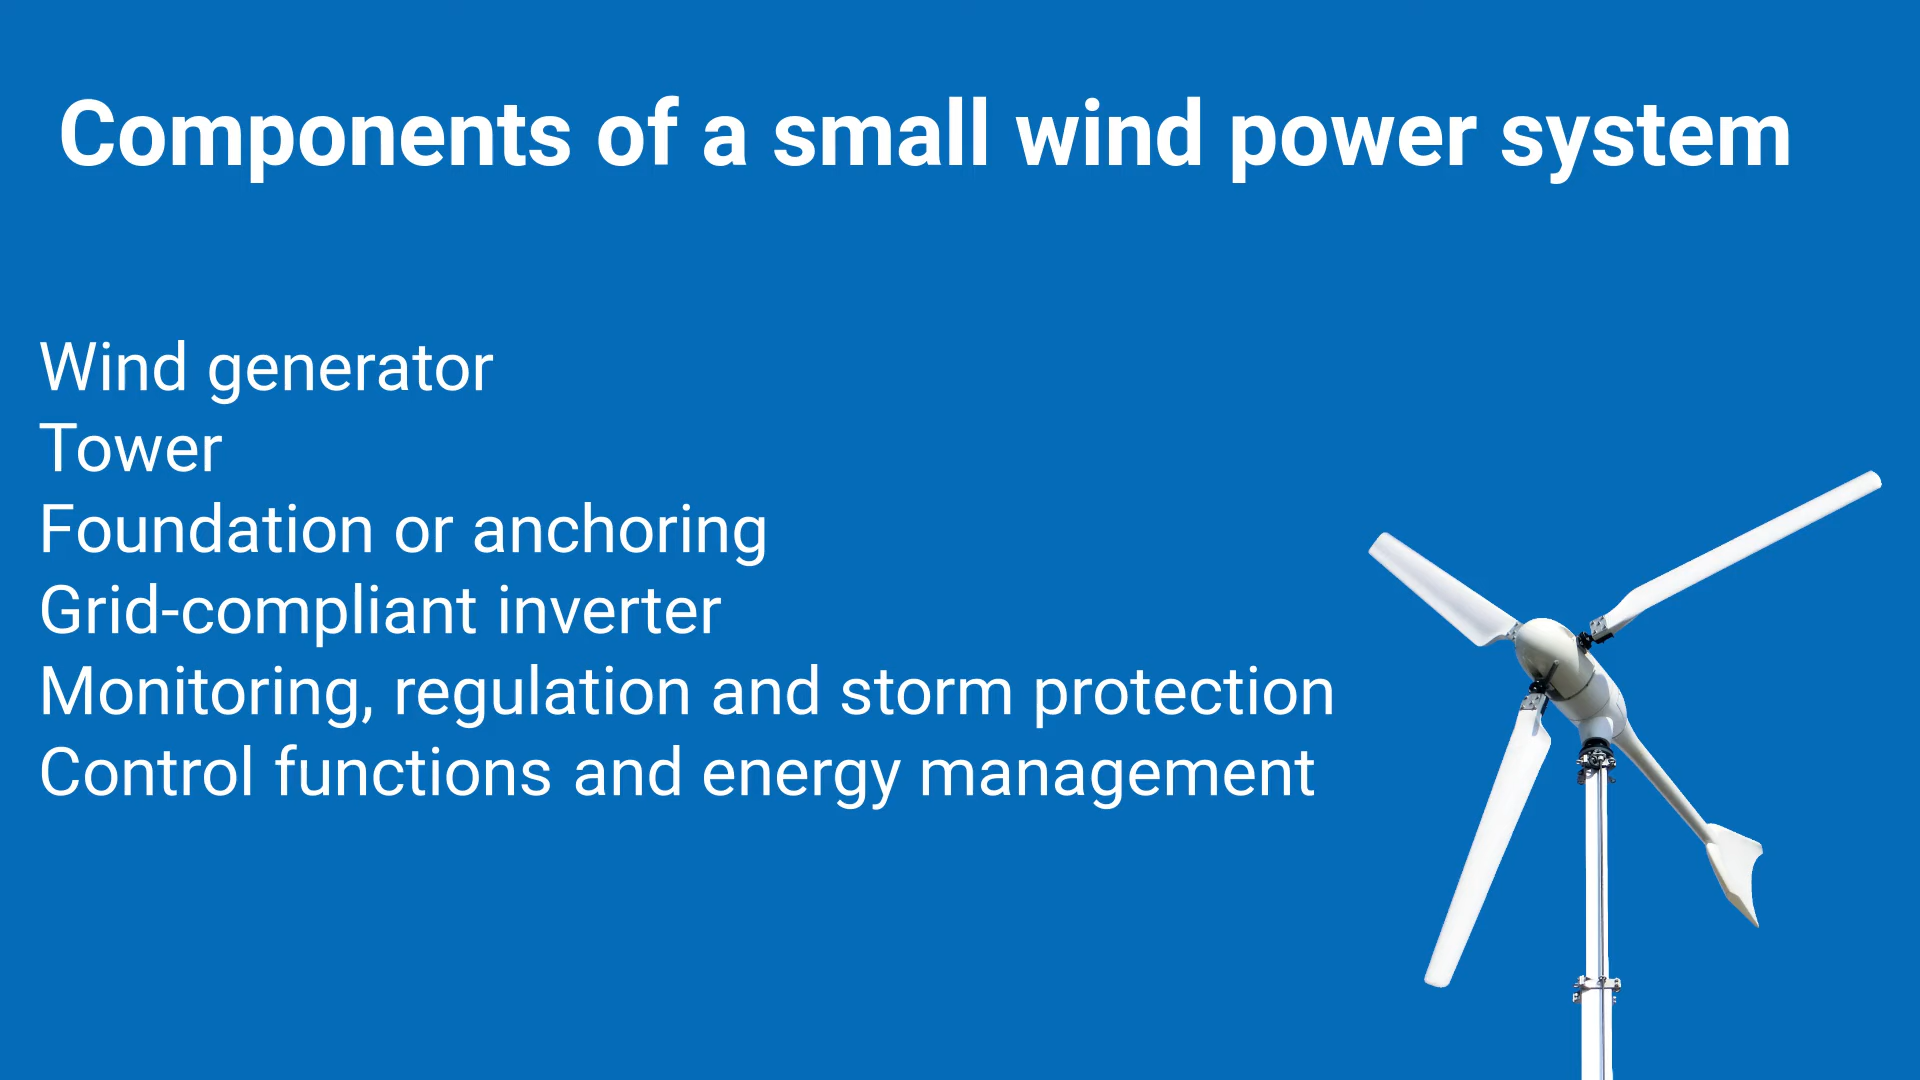 Components of a small wind power system
Wind generator
Tower
Foundation or anchoring
Grid-compliant inverter
Monitoring, regulation and storm protection
Control functions and energy management